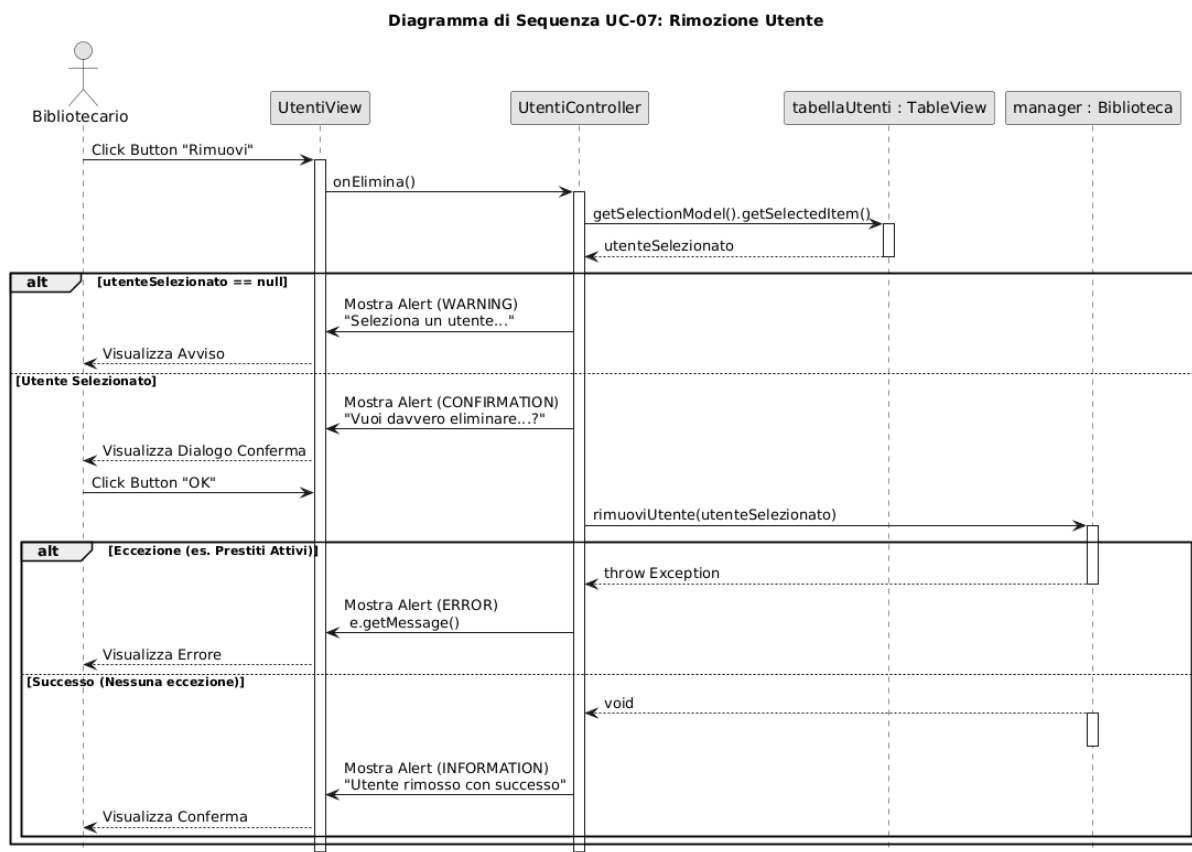 Diagramma di Sequenza UC-07: Rimozione Utente
Bibliotecario
UtentiView
UtentiController
tabellaUtenti : TableView
manager : Biblioteca
Click Button "Rimuovi"
onElimina()
getSelectionModel().getSelectedItem()
utenteSelezionato
alt
[utenteSelezionato == null]
Mostra Alert (WARNING)
"Seleziona un utente..."
Visualizza Avviso
[Utente Selezionato]
Mostra Alert (CONFIRMATION)
"Vuoi davvero eliminare...?"
Visualizza Dialogo Conferma
Click Button "OK"
rimuoviUtente(utenteSelezionato)
alt
[Eccezione (es. Prestiti Attivi)]
throw Exception
Mostra Alert (ERROR)
e.getMessage()
Visualizza Errore
[Successo (Nessuna eccezione)]
void
Mostra Alert (INFORMATION)
"Utente rimosso con successo"
Visualizza Conferma